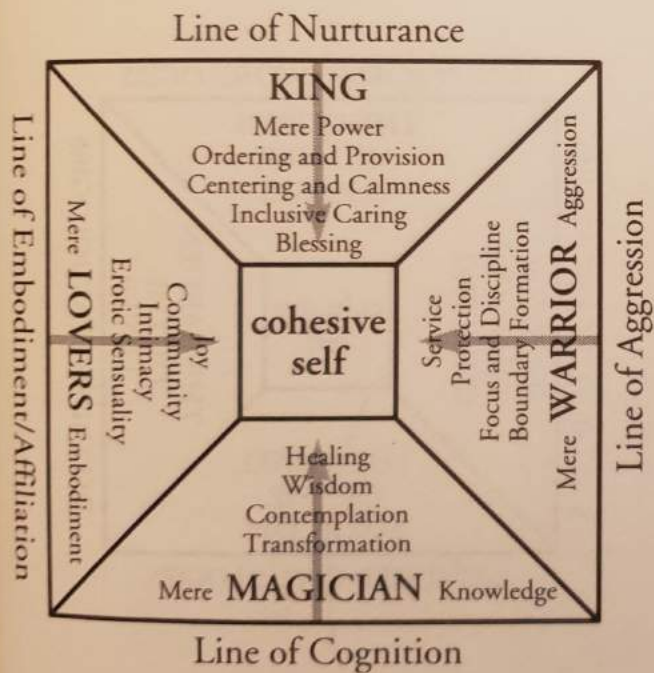 Line of Nurturance
KING
Mere Power
Ordering and Provision
Centering and Calmness
Inclusive Caring
Blessing
Line of Embodiment/Affiliation
Mere LOVERS Embodiment
Erotic Sensuality
Intimacy
Community
Joy
cohesive
self
Service
Protection
Focus and Discipline
Boundary Formation
Mere WARRIOR Aggression
Line of Aggression
Healing
Wisdom
Contemplation
Transformation
Mere MAGICIAN Knowledge
Line of Cognition